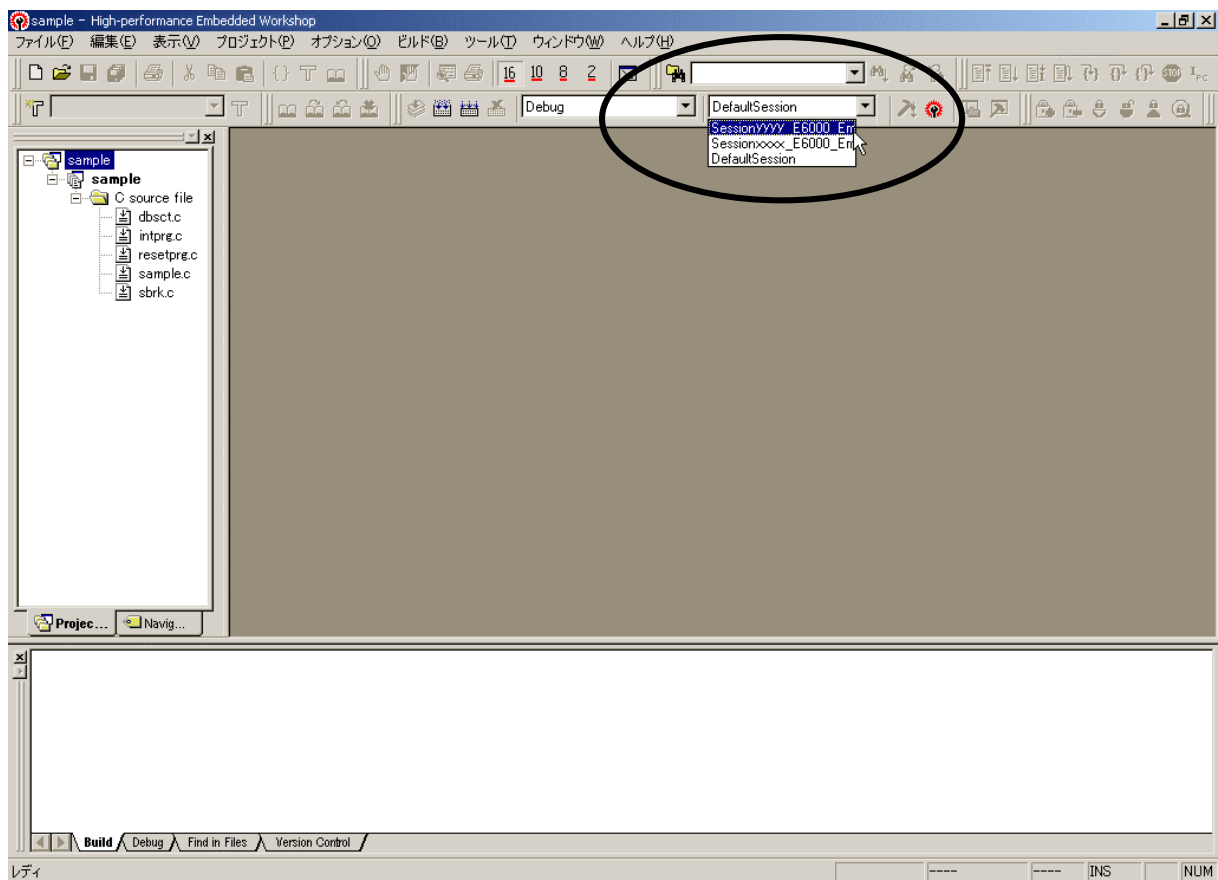 sample - High-performance Embedded Workshop
ファイル(F) 編集(E) 表示(V) プロジェクト(P) オプション(O) ビルド(B) ツール(T) ウィンドウ(W) ヘルプ(H)
16 10 8 2
Debug
DefaultSession
SessionYYYY_E6000_Em
Sessionxxxx_E6000_Em
DefaultSession
sample
sample
C source file
dbsct.c
intprg.c
resetprg.c
sample.c
sbrk.c
Projec... Navig...
Build Debug Find in Files Version Control
レディ ---- ---- INS NUM